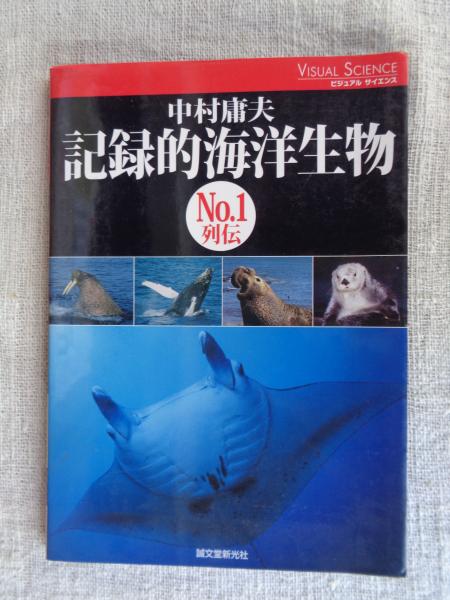 VISUAL SCIENCE
ビジュアル サイエンス
中村庸夫
記録的海洋生物
No.1
列伝
誠文堂新光社